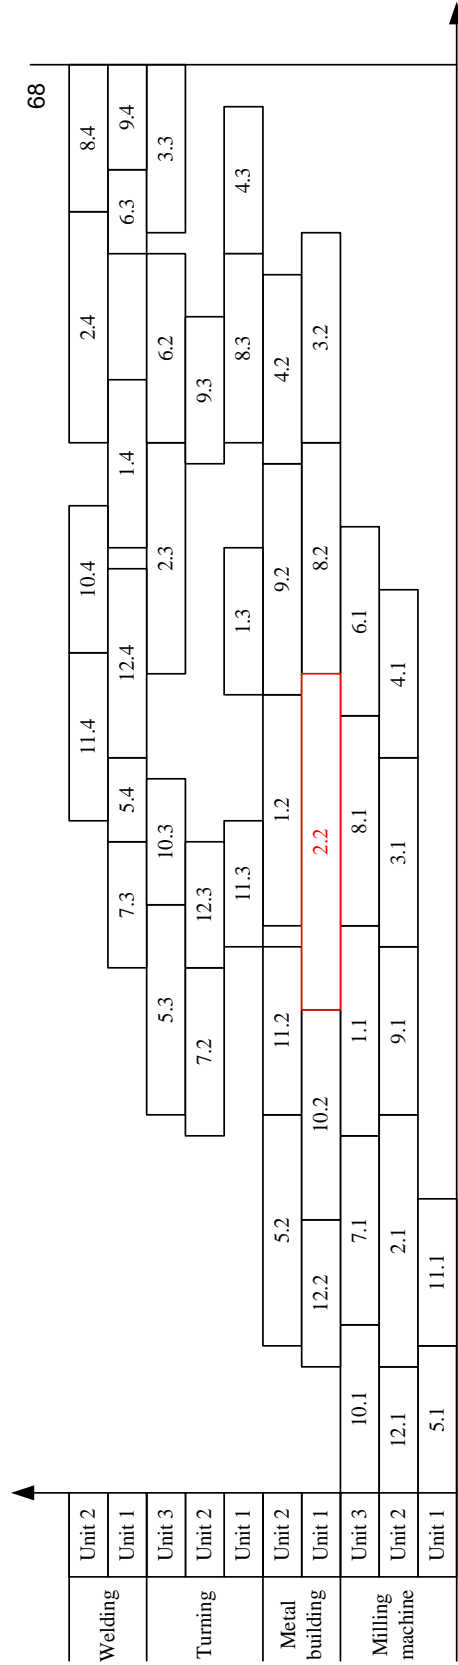 68
Welding
Unit 2
11.4
10.4
2.4
8.4
Unit 1
7.3
5.4
12.4
1.4
6.3
9.4
Turning
Unit 3
5.3
10.3
2.3
6.2
3.3
Unit 2
7.2
12.3
9.3
Unit 1
11.3
1.3
8.3
4.3
Metal
building
Unit 2
5.2
11.2
1.2
9.2
4.2
Unit 1
12.2
10.2
2.2
8.2
3.2
Milling
machine
Unit 3
10.1
7.1
1.1
8.1
6.1
Unit 2
12.1
2.1
9.1
3.1
4.1
Unit 1
5.1
11.1